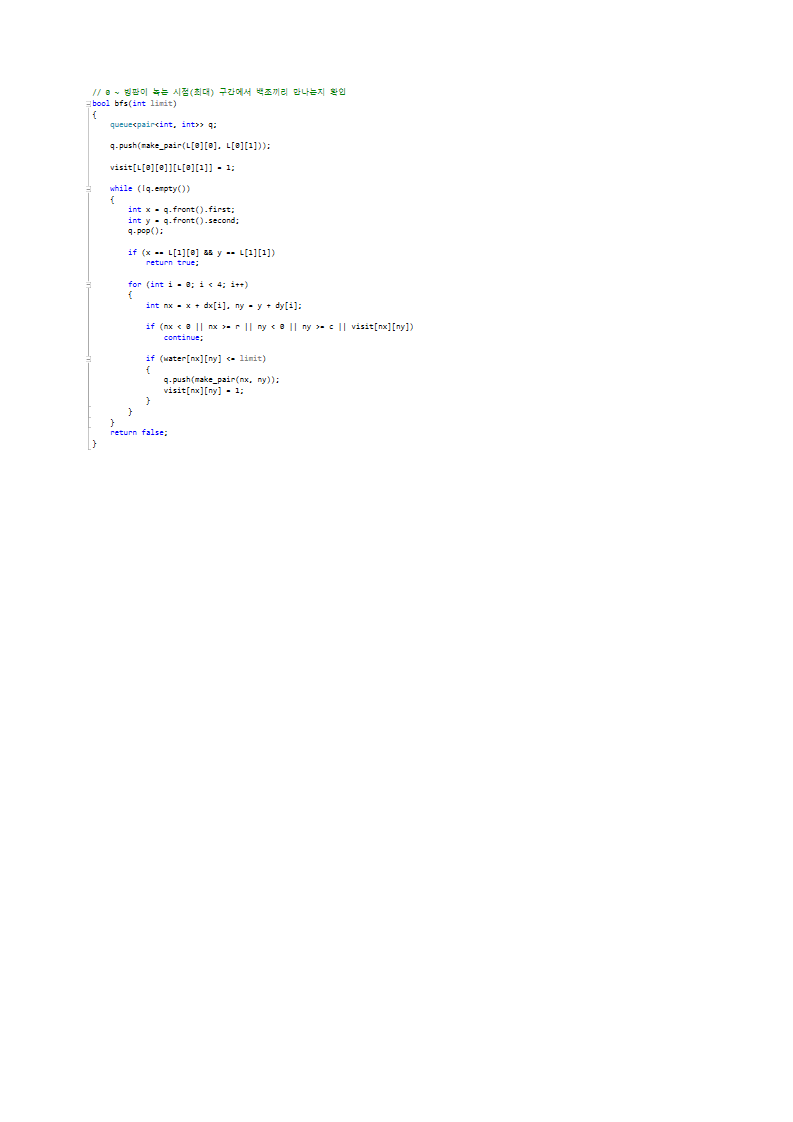 // 0 ~ 빙판이 녹는 시점(최대) 구간에서 백조끼리 만나는지 확인
bool bfs(int limit)
{
queue<pair<int, int>> q;
q.push(make_pair(L[0][0], L[0][1]));
visit[L[0][0]][L[0][1]] = 1;
while (!q.empty())
{
int x = q.front().first;
int y = q.front().second;
q.pop();
if (x == L[1][0] && y == L[1][1])
return true;
for (int i = 0; i < 4; i++)
{
int nx = x + dx[i], ny = y + dy[i];
if (nx < 0 || nx >= r || ny < 0 || ny >= c || visit[nx][ny])
continue;
if (water[nx][ny] <= limit)
{
q.push(make_pair(nx, ny));
visit[nx][ny] = 1;
}
}
}
return false;
}